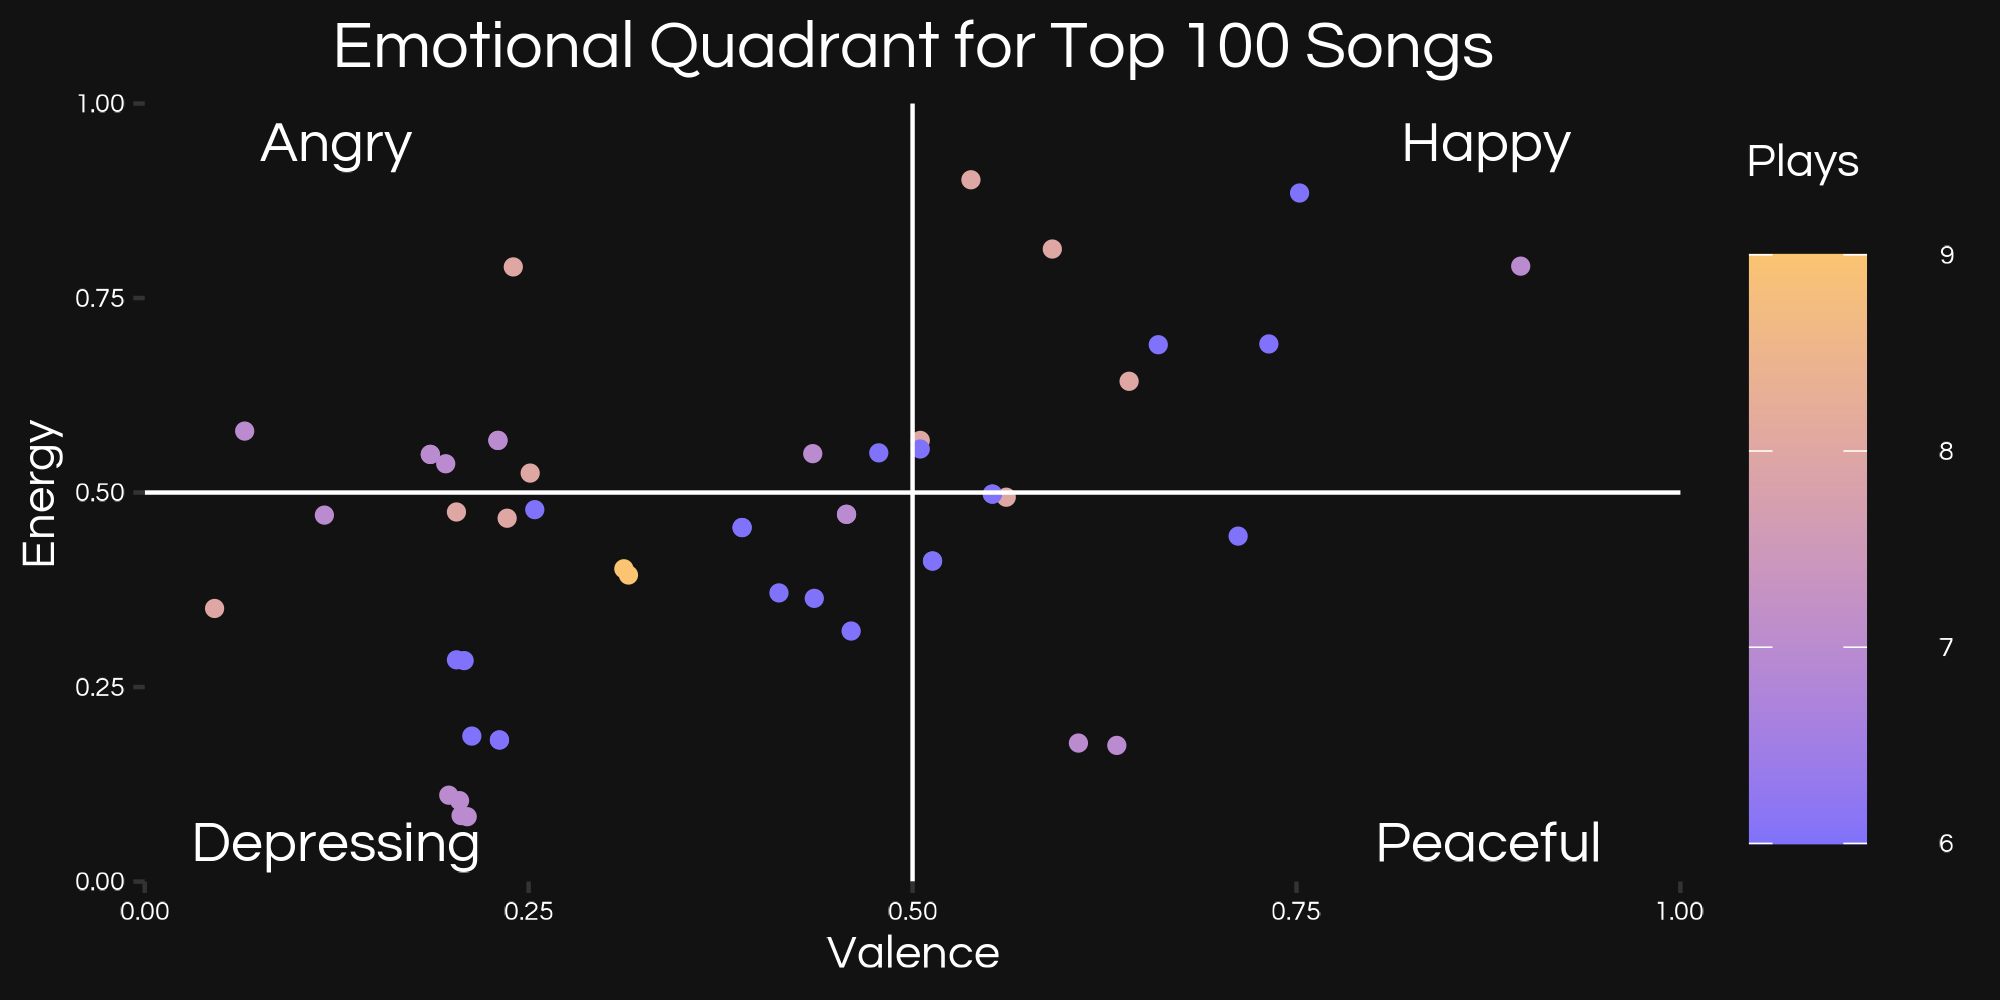 Emotional Quadrant for Top 100 Songs
1.00
Angry
Happy
Plays
9
0.75
8
Energy
0.50
7
0.25
Depressing
Peaceful
6
0.00
0.00 0.25 0.50 0.75 1.00
Valence